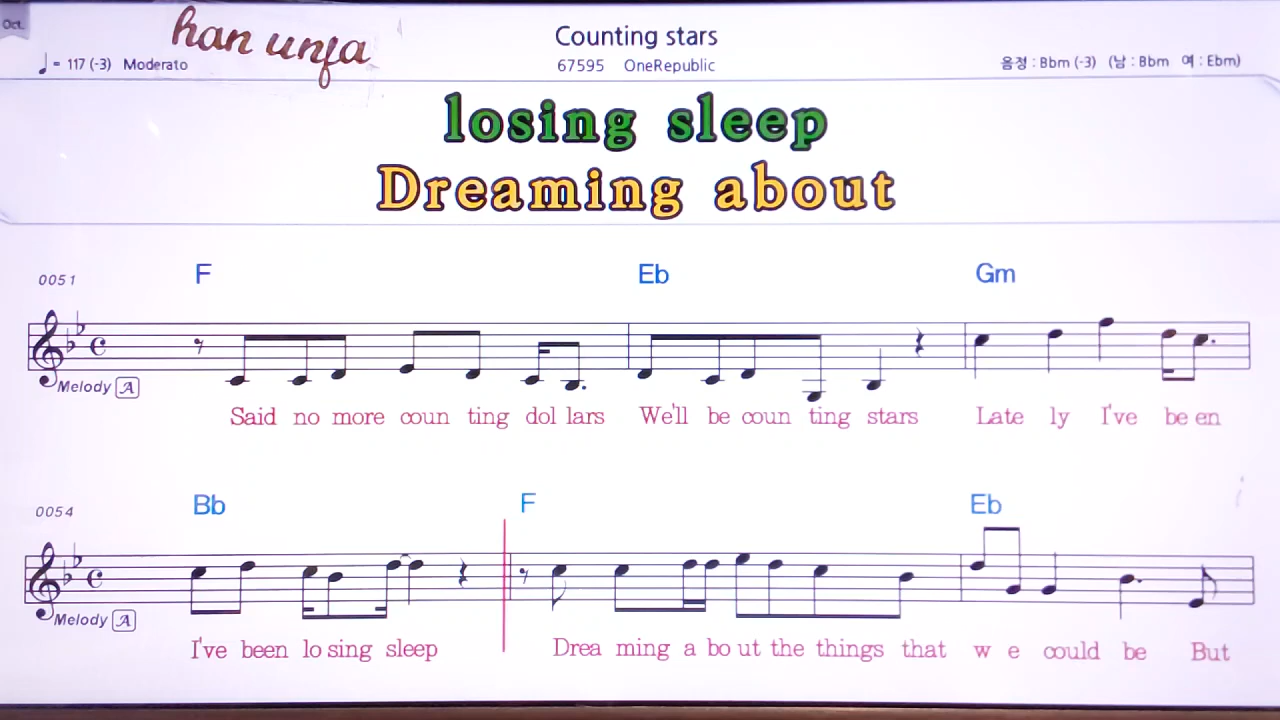 Oct.
han unfa
Counting stars
♩ = 117 (-3) Moderato
67595 OneRepublic
음정 : Bbm (-3) (남 : Bbm 여 : Ebm)
losing sleep
Dreaming about
0051
F Eb Gm
Melody A
Said no more coun ting dol lars We'll be coun ting stars Late ly I've be en
0054
Bb F Eb
Melody A
I've been lo sing sleep Drea ming a bo ut the things that w e could be But